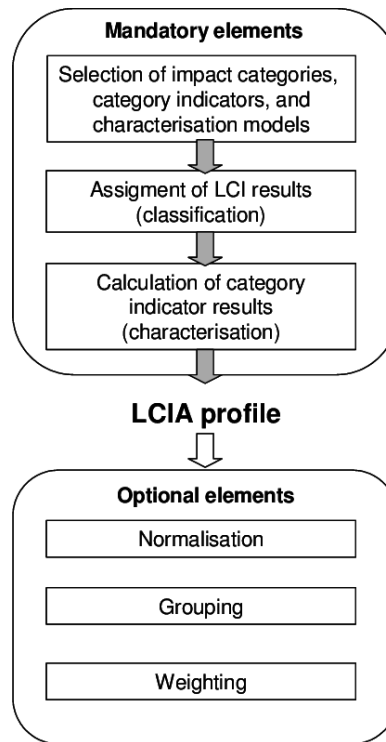 Mandatory elements
Selection of impact categories,
category indicators, and
characterisation models
Assigment of LCI results
(classification)
Calculation of category
indicator results
(characterisation)
LCIA profile
Optional elements
Normalisation
Grouping
Weighting